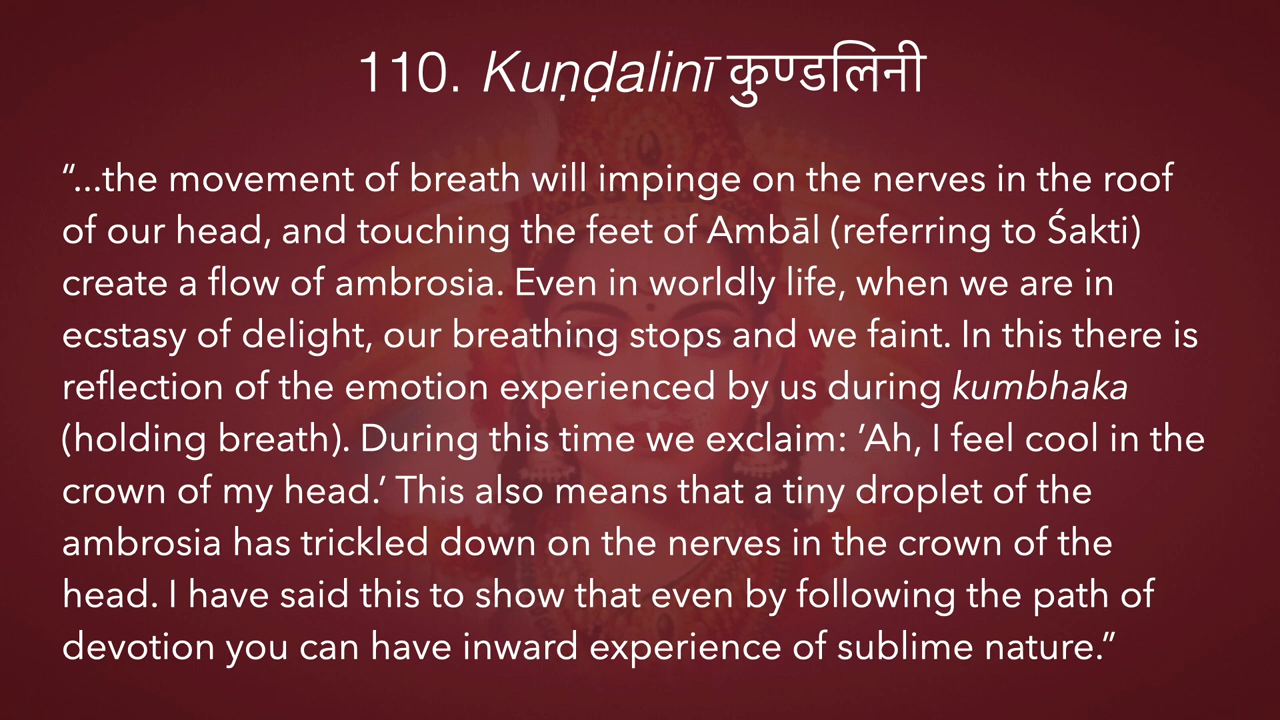 110. Kuṇḍalinī कुण्डलिनी
“...the movement of breath will impinge on the nerves in the roof
of our head, and touching the feet of Ambāl (referring to Śakti)
create a flow of ambrosia. Even in worldly life, when we are in
ecstasy of delight, our breathing stops and we faint. In this there is
reflection of the emotion experienced by us during kumbhaka
(holding breath). During this time we exclaim: ’Ah, I feel cool in the
crown of my head.’ This also means that a tiny droplet of the
ambrosia has trickled down on the nerves in the crown of the
head. I have said this to show that even by following the path of
devotion you can have inward experience of sublime nature.”